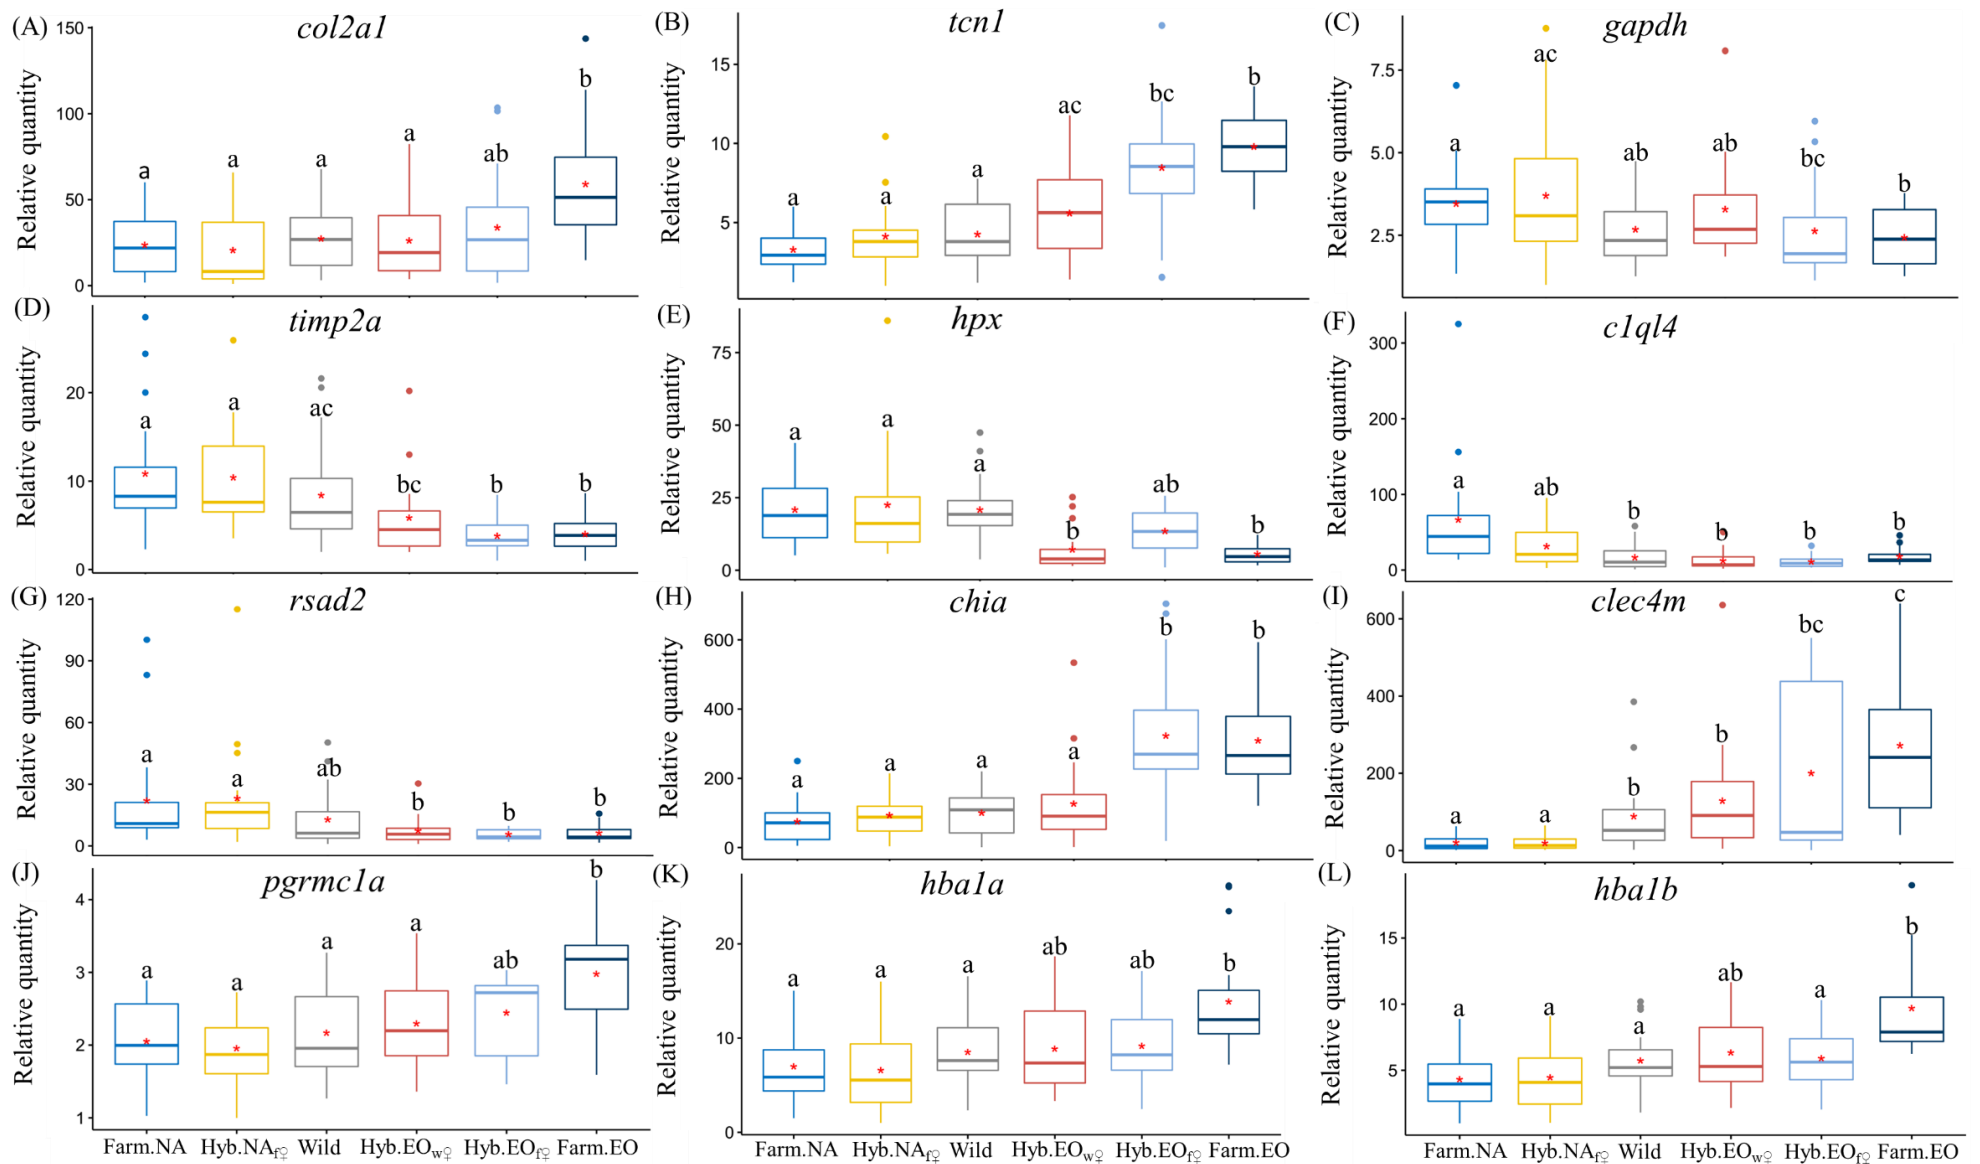 (A) col2a1
Relative quantity
150
100
50
0
a a a a ab b
(B) tcn1
Relative quantity
15
10
5
a a a ac bc b
(C) gapdh
Relative quantity
7.5
5.0
2.5
a ac ab ab bc b
(D) timp2a
Relative quantity
20
10
0
a a ac bc b b
(E) hpx
Relative quantity
75
50
25
0
a a a b ab b
(F) c1ql4
Relative quantity
300
200
100
0
a ab b b b b
(G) rsad2
Relative quantity
120
90
60
30
0
a a ab b b b
(H) chia
Relative quantity
600
400
200
0
a a a a b b
(I) clec4m
Relative quantity
600
400
200
0
a a b b bc c
(J) pgrmc1a
Relative quantity
4
3
2
1
a a a a ab b
Farm.NA Hyb.NAf♀ Wild Hyb.EOw♀ Hyb.EOf♀ Farm.EO
(K) hba1a
Relative quantity
20
10
0
a a a ab ab b
Farm.NA Hyb.NAf♀ Wild Hyb.EOw♀ Hyb.EOf♀ Farm.EO
(L) hba1b
Relative quantity
15
10
5
a a a ab a b
Farm.NA Hyb.NAf♀ Wild Hyb.EOw♀ Hyb.EOf♀ Farm.EO